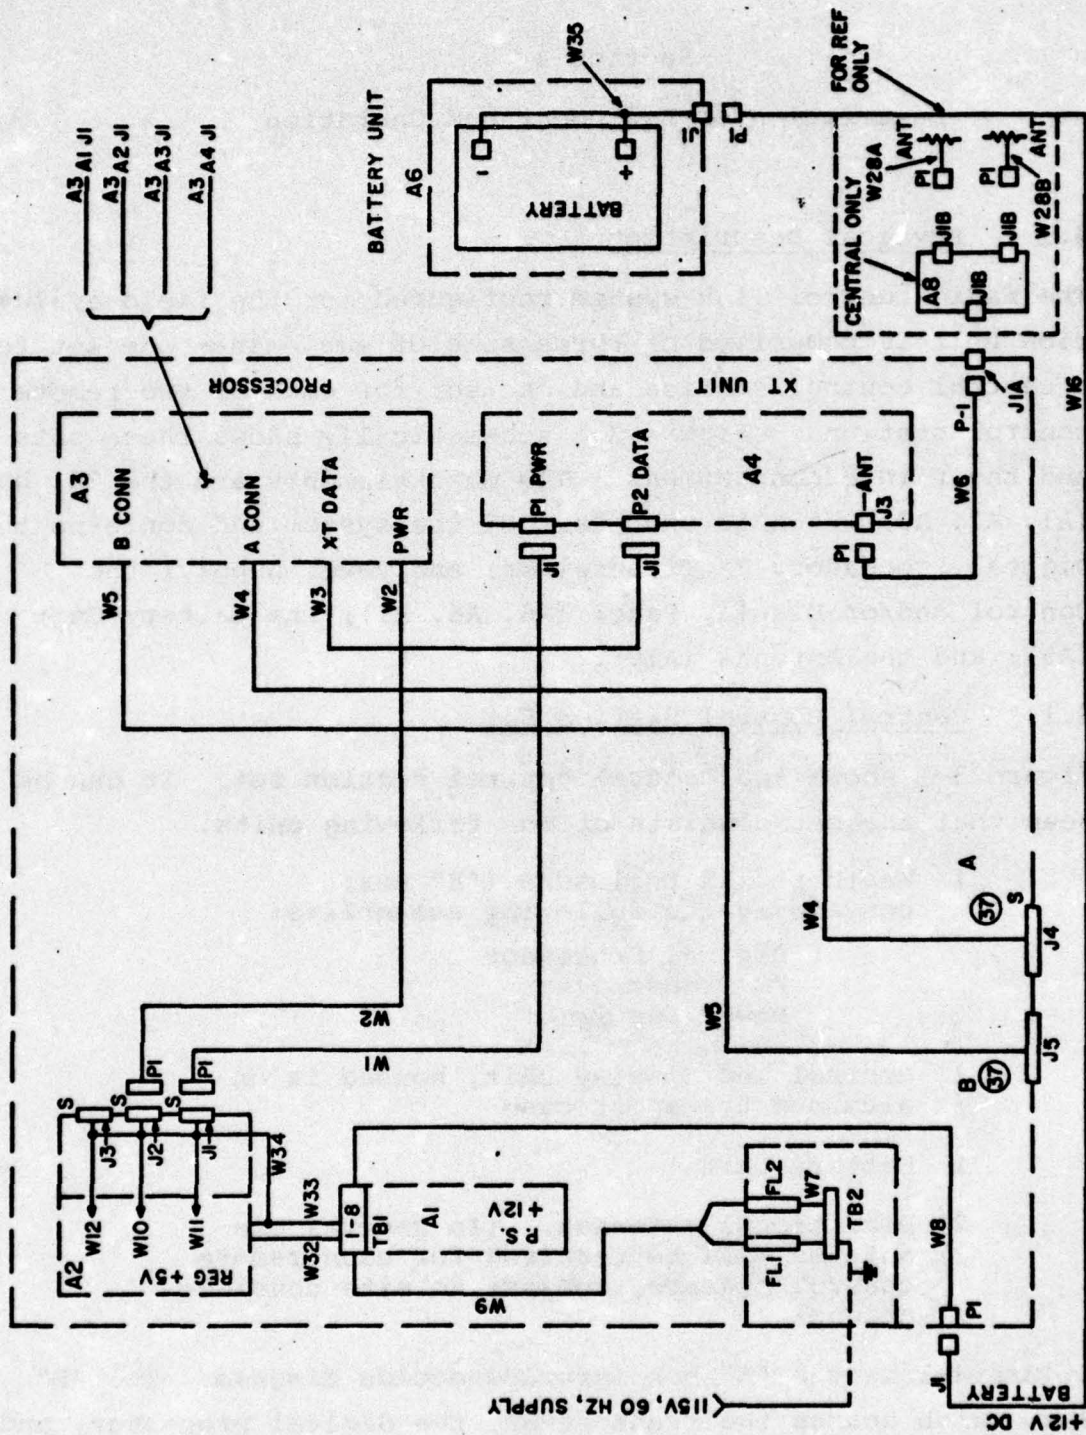 A3 A1 J1
A3 A2 J1
A3 A3 J1
A3 A4 J1
BATTERY UNIT
A6
BATTERY
-
+
W35
J1
P1
FOR REF
ONLY
PROCESSOR
A3
B CONN
A CONN
XT DATA
PWR
W5
W4
W3
W2
XT UNIT
P1 PWR
P2 DATA
A4
ANT
J3
J1
J1
P1
W6
P-1
J1A
CENTRAL ONLY
A8
J1B
J1B
J1B
P1
P1
W28A
ANT
W28B
ANT
W16
W2
W1
P1
P1
S
S
S
J3
J2
J1
A2
W12
W10
W11
REG +5V
W34
W33
W32
1-8
TB1
A1
P.S.
+12V
W9
FL2
FL1
W7
TB2
W8
P1
J1
115V, 60 HZ, SUPPLY
+12V DC
BATTERY
W4
W5
A
37
S
J4
B
37
J5